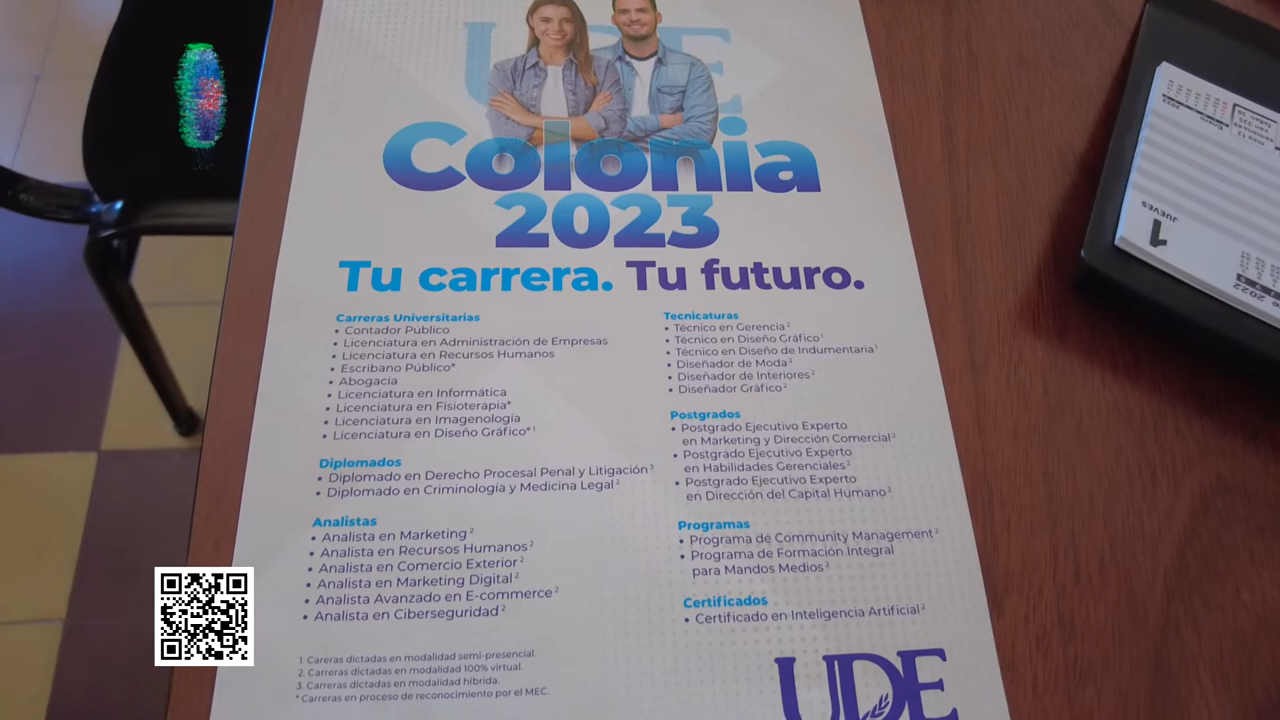 UDE
Colonia
2023
Tu carrera. Tu futuro.
Carreras Universitarias
• Contador Público
• Licenciatura en Administración de Empresas
• Licenciatura en Recursos Humanos
• Escribano Público*
• Abogacía
• Licenciatura en Informática
• Licenciatura en Fisioterapia*
• Licenciatura en Imagenología
• Licenciatura en Diseño Gráfico*¹
Diplomados
• Diplomado en Derecho Procesal Penal y Litigación³
• Diplomado en Criminología y Medicina Legal²
Analistas
• Analista en Marketing²
• Analista en Recursos Humanos²
• Analista en Comercio Exterior²
• Analista en Marketing Digital²
• Analista Avanzado en E-commerce²
• Analista en Ciberseguridad²
Tecnicaturas
• Técnico en Gerencia²
• Técnico en Diseño Gráfico¹
• Técnico en Diseño de Indumentaria¹
• Diseñador de Moda²
• Diseñador de Interiores²
• Diseñador Gráfico²
Postgrados
• Postgrado Ejecutivo Experto
en Marketing y Dirección Comercial²
• Postgrado Ejecutivo Experto
en Habilidades Gerenciales²
• Postgrado Ejecutivo Experto
en Dirección del Capital Humano²
Programas
• Programa de Community Management²
• Programa de Formación Integral
para Mandos Medios²
Certificados
• Certificado en Inteligencia Artificial²
1. Careras dictadas en modalidad semi-presencial.
2. Carreras dictadas en modalidad 100% virtual.
3. Carreras dictadas en modalidad híbrida.
* Carreras en proceso de reconocimiento por el MEC.
UDE
JUEVES
1
2022
Enero
2023